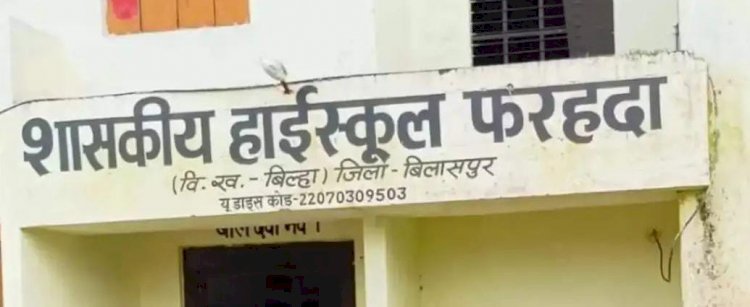 शासकीय हाईस्कूल फरहदा
(वि. ख. - बिल्हा) जिला - बिलासपुर
यू डाइस कोड-22070309503